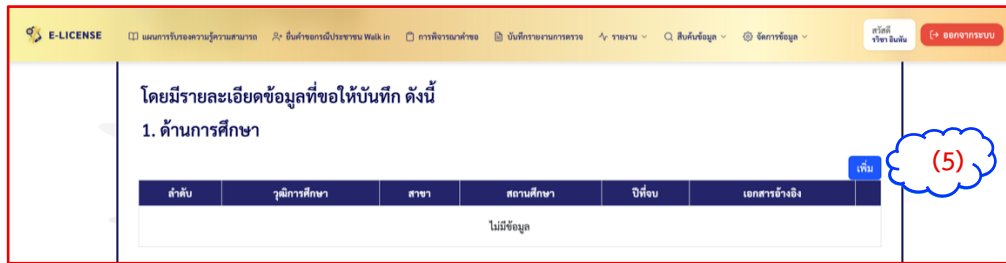 E-LICENSE แผนการรับรองความรู้ความสามารถ ยื่นคำขอกรณีประชาชน Walk in การพิจารณาคำขอ บันทึกรายงานการตรวจ รายงาน สืบค้นข้อมูล จัดการข้อมูล สวัสดี ออกจากระบบ
รวิชา อินพัน
โดยมีรายละเอียดข้อมูลที่ขอให้บันทึก ดังนี้
1. ด้านการศึกษา
เพิ่ม (5)
ลำดับ วุฒิการศึกษา สาขา สถานศึกษา ปีที่จบ เอกสารอ้างอิง
ไม่มีข้อมูล